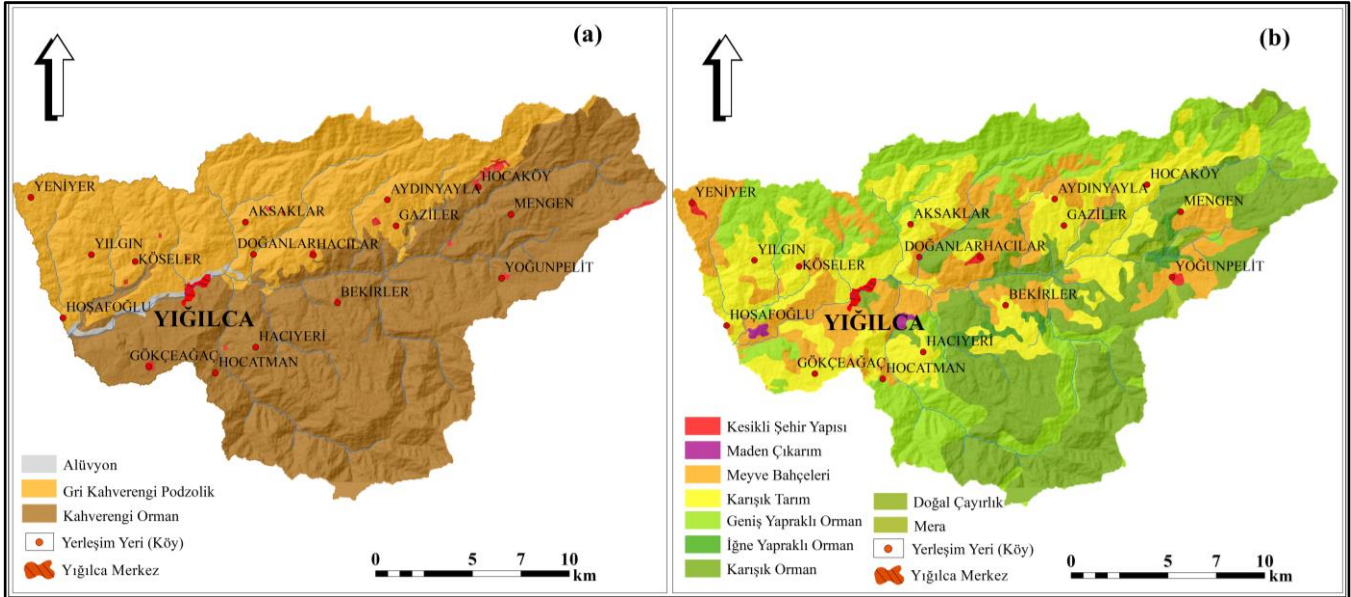 (a)
YENİYER
HOCAKÖY
AYDINYAYLA
MENGEN
AKSAKLAR
GAZİLER
YILGIN
DOĞANLAR
HACILAR
KÖSELER
YOĞUNPELİT
BEKİRLER
HOŞAFOĞLU
YIĞILCA
HACIYERİ
GÖKÇEAĞAÇ
HOCATMAN
Alüvyon
Gri Kahverengi Podzolik
Kahverengi Orman
Yerleşim Yeri (Köy)
Yığılca Merkez
0 5 10
km
(b)
YENİYER
HOCAKÖY
AYDINYAYLA
MENGEN
AKSAKLAR
GAZİLER
YILGIN
DOĞANLAR
HACILAR
KÖSELER
YOĞUNPELİT
BEKİRLER
HOŞAFOĞLU
YIĞILCA
HACIYERİ
GÖKÇEAĞAÇ
HOCATMAN
Kesikli Şehir Yapısı
Maden Çıkarım
Meyve Bahçeleri
Karışık Tarım
Geniş Yapraklı Orman
İğne Yapraklı Orman
Karışık Orman
Doğal Çayırlık
Mera
Yerleşim Yeri (Köy)
Yığılca Merkez
0 5 10
km